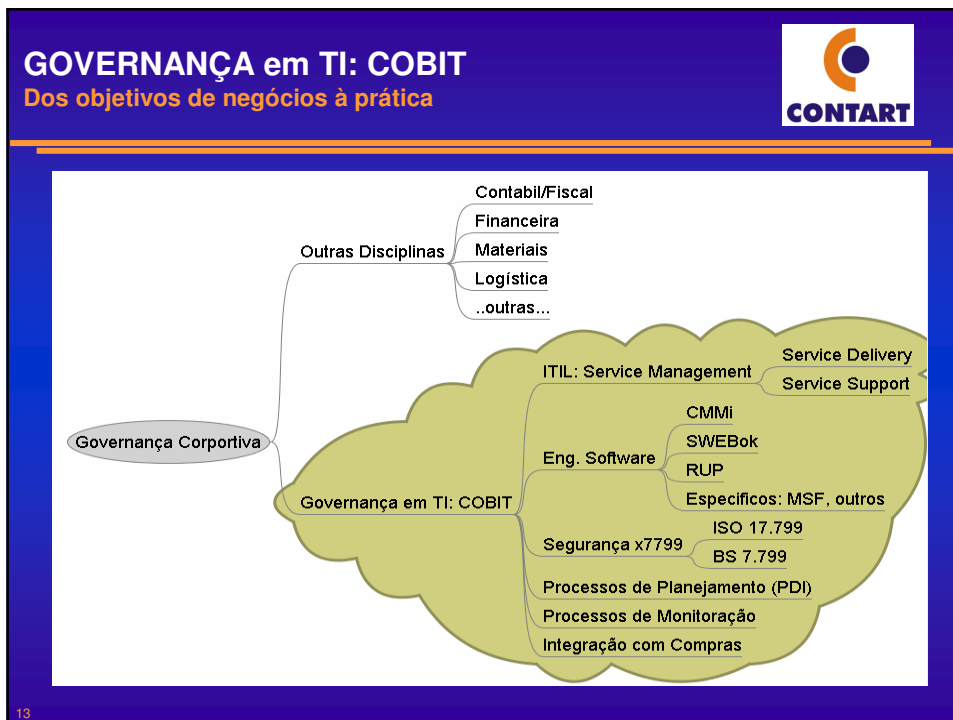 GOVERNANÇA em TI: COBIT
Dos objetivos de negócios à prática
CONTART
Contabil/Fiscal
Financeira
Outras Disciplinas
Materiais
Logística
..outras...
Service Delivery
ITIL: Service Management
Service Support
CMMi
Governança Corportiva
SWEBok
Eng. Software
RUP
Especificos: MSF, outros
Governança em TI: COBIT
ISO 17.799
Segurança x7799
BS 7.799
Processos de Planejamento (PDI)
Processos de Monitoração
Integração com Compras
13